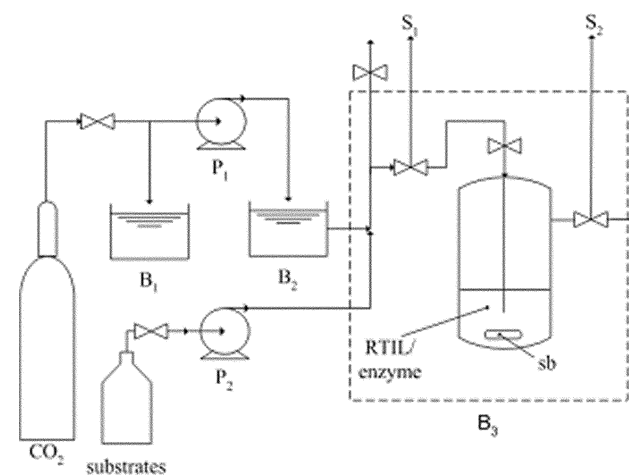 S₁
S₂
P₁
B₁
B₂
P₂
RTIL/
enzyme
sb
B₃
CO₂
substrates